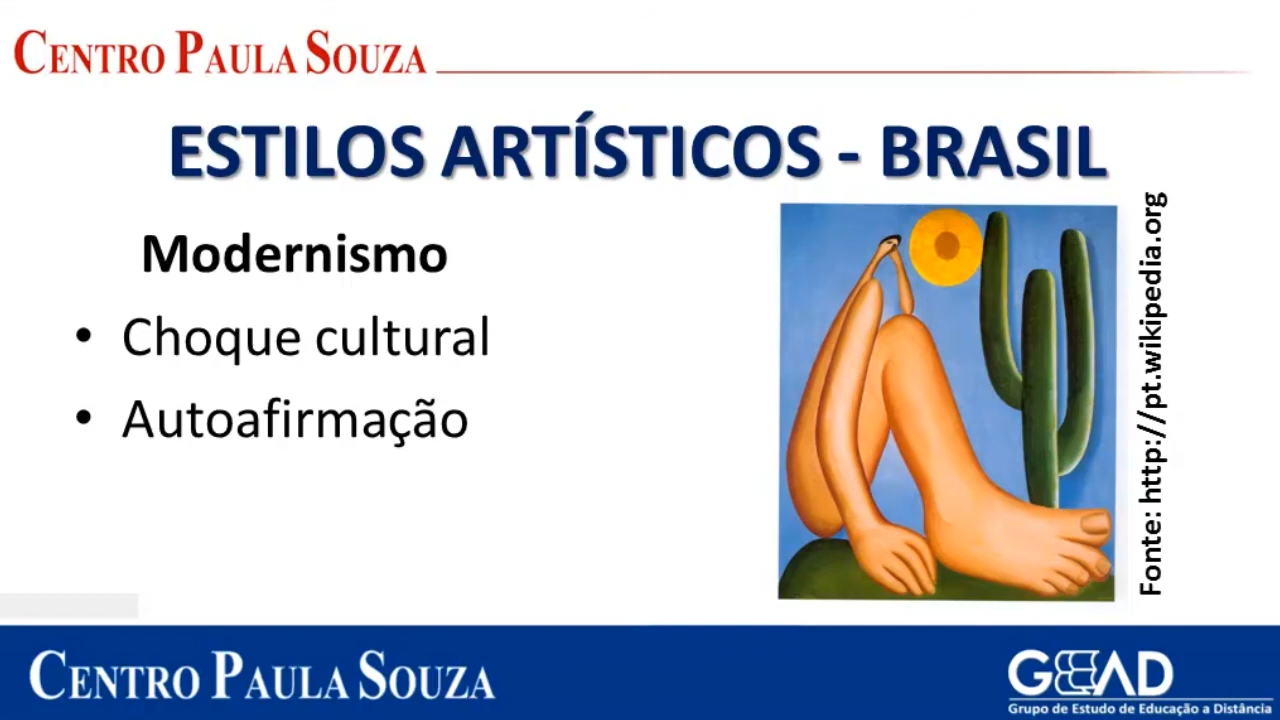 CENTRO PAULA SOUZA
ESTILOS ARTÍSTICOS - BRASIL
Modernismo
• Choque cultural
• Autoafirmação
Fonte: http://pt.wikipedia.org
CENTRO PAULA SOUZA
GEEAD
Grupo de Estudo de Educação a Distância